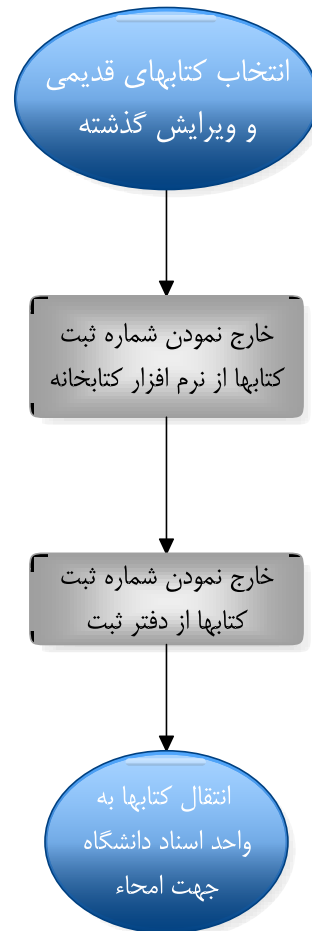 انتخاب کتابهای قدیمی
و ویرایش گذشته
خارج نمودن شماره ثبت
کتابها از نرم افزار کتابخانه
خارج نمودن شماره ثبت
کتابها از دفتر ثبت
انتقال کتابها به
واحد اسناد دانشگاه
جهت امحاء